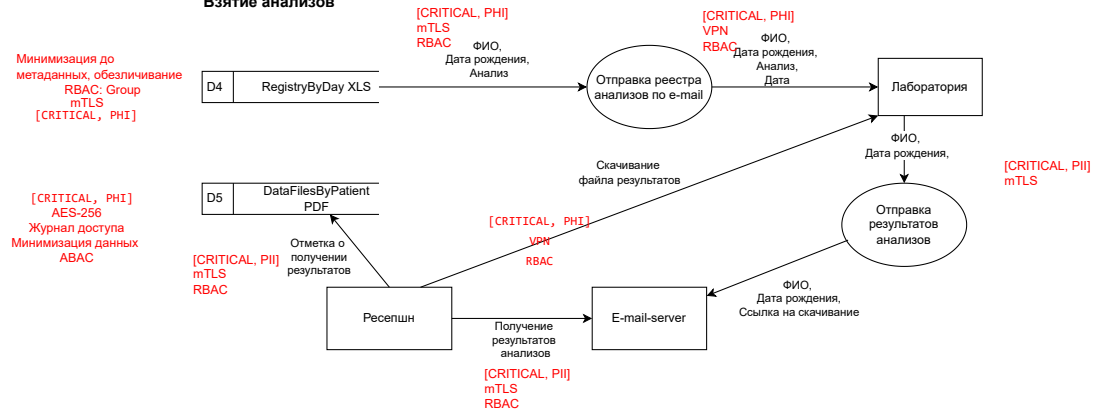 Взятие анализов
[CRITICAL, PHI]
mTLS
RBAC
ФИО,
Дата рождения,
Анализ
[CRITICAL, PHI]
VPN
RBAC
ФИО,
Дата рождения,
Анализ,
Дата
Минимизация до
метаданных, обезличивание
RBAC: Group
mTLS
[CRITICAL, PHI]
D4
RegistryByDay XLS
Отправка реестра
анализов по e-mail
Лаборатория
ФИО,
Дата рождения,
[CRITICAL, PII]
mTLS
Скачивание
файла результатов
[CRITICAL, PHI]
VPN
RBAC
D5
DataFilesByPatient
PDF
[CRITICAL, PHI]
AES-256
Журнал доступа
Минимизация данных
ABAC
Отправка
результатов
анализов
Отметка о
получении
результатов
[CRITICAL, PII]
mTLS
RBAC
ФИО,
Дата рождения,
Ссылка на скачивание
Ресепшн
E-mail-server
Получение
результатов
анализов
[CRITICAL, PII]
mTLS
RBAC